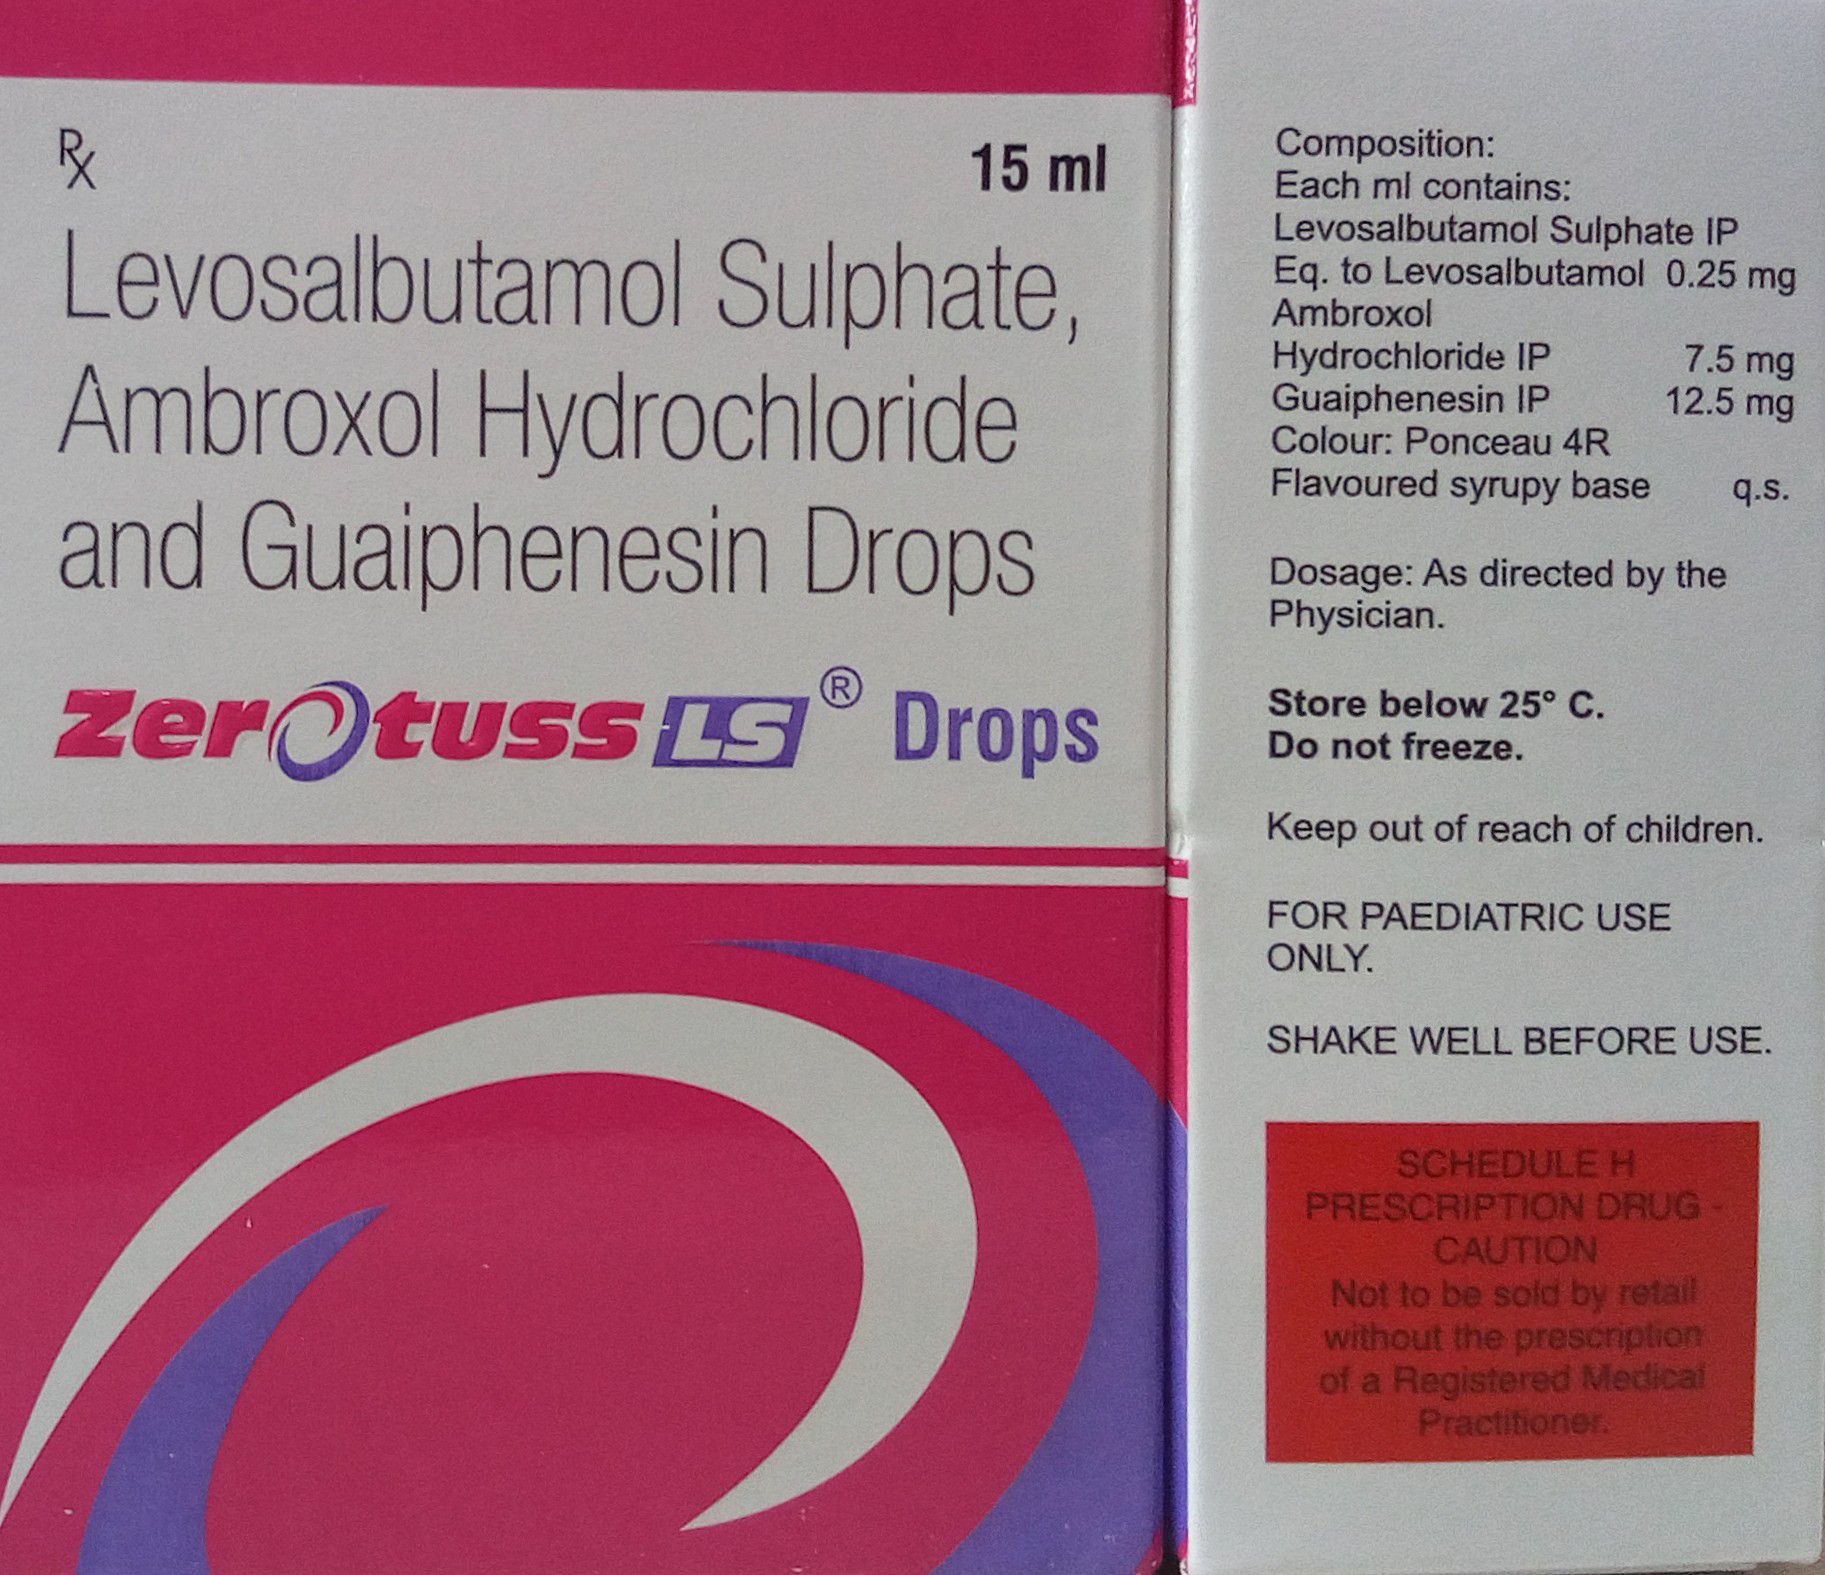 Rx
15 ml
Levosalbutamol Sulphate,
Ambroxol Hydrochloride
and Guaiphenesin Drops
Zerotuss LS® Drops
Composition:
Each ml contains:
Levosalbutamol Sulphate IP
Eq. to Levosalbutamol 0.25 mg
Ambroxol
Hydrochloride IP 7.5 mg
Guaiphenesin IP 12.5 mg
Colour: Ponceau 4R
Flavoured syrupy base q.s.
Dosage: As directed by the
Physician.
Store below 25° C.
Do not freeze.
Keep out of reach of children.
FOR PAEDIATRIC USE
ONLY.
SHAKE WELL BEFORE USE.
SCHEDULE H
PRESCRIPTION DRUG -
CAUTION
Not to be sold by retail
without the prescription
of a Registered Medical
Practitioner.